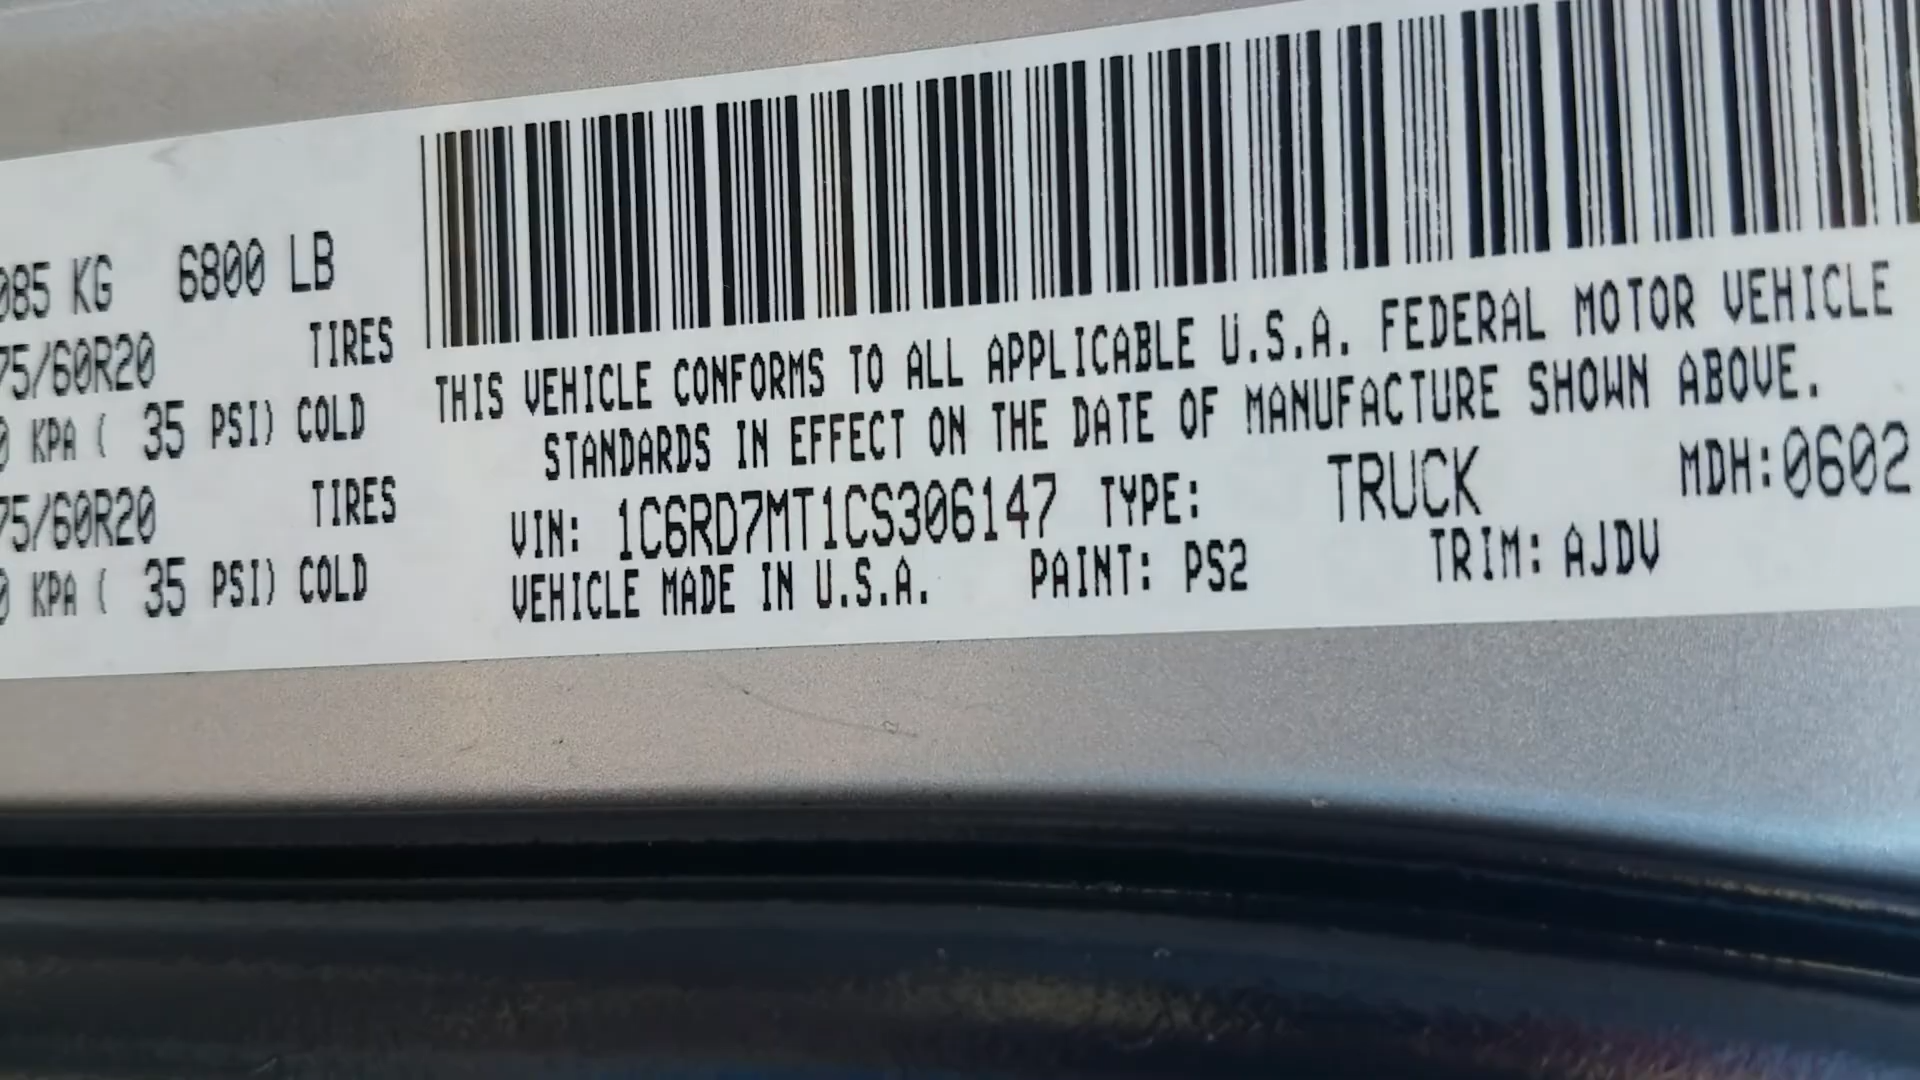 085 KG 6800 LB
75/60R20 TIRES
0 KPA ( 35 PSI) COLD
75/60R20 TIRES
0 KPA ( 35 PSI) COLD
THIS VEHICLE CONFORMS TO ALL APPLICABLE U.S.A. FEDERAL MOTOR VEHICLE
STANDARDS IN EFFECT ON THE DATE OF MANUFACTURE SHOWN ABOVE.
VIN: 1C6RD7MT1CS306147 TYPE: TRUCK MDH:0602
VEHICLE MADE IN U.S.A. PAINT: PS2 TRIM: AJDV